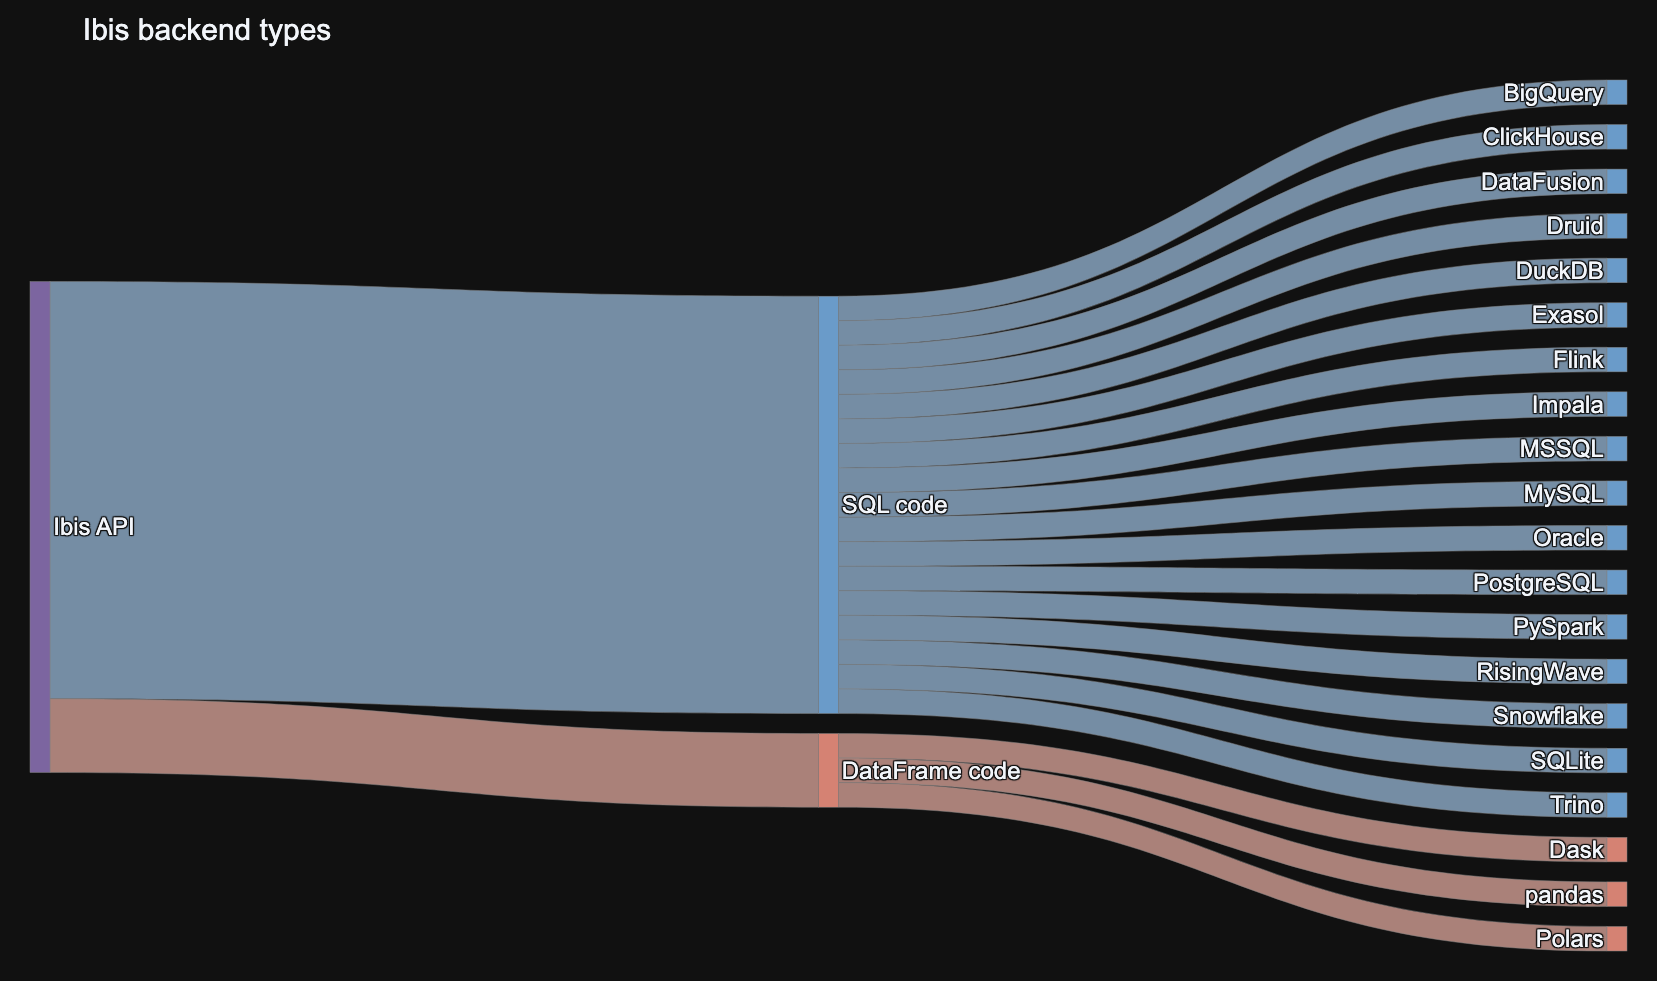 Ibis backend types
Ibis API
SQL code
DataFrame code
BigQuery
ClickHouse
DataFusion
Druid
DuckDB
Exasol
Flink
Impala
MSSQL
MySQL
Oracle
PostgreSQL
PySpark
RisingWave
Snowflake
SQLite
Trino
Dask
pandas
Polars